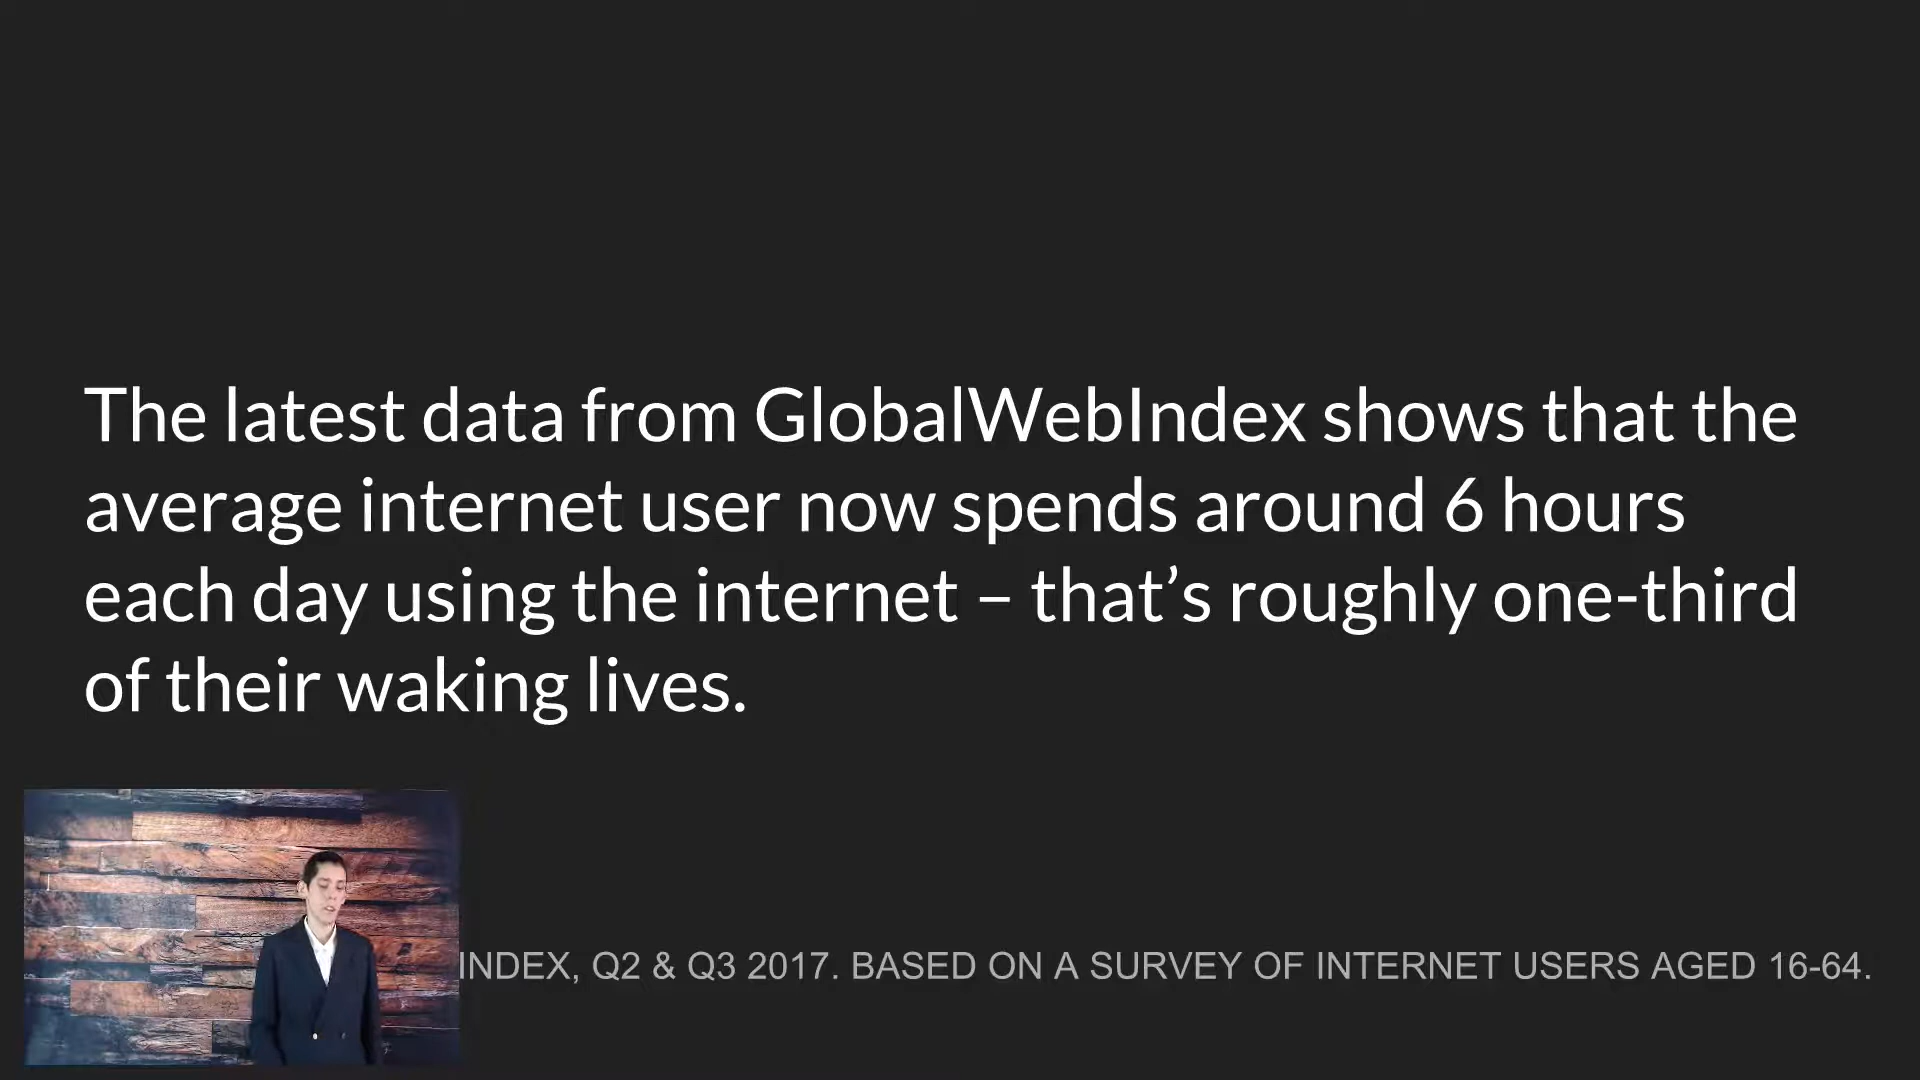 The latest data from GlobalWebIndex shows that the
average internet user now spends around 6 hours
each day using the internet – that’s roughly one-third
of their waking lives.
INDEX, Q2 & Q3 2017. BASED ON A SURVEY OF INTERNET USERS AGED 16-64.